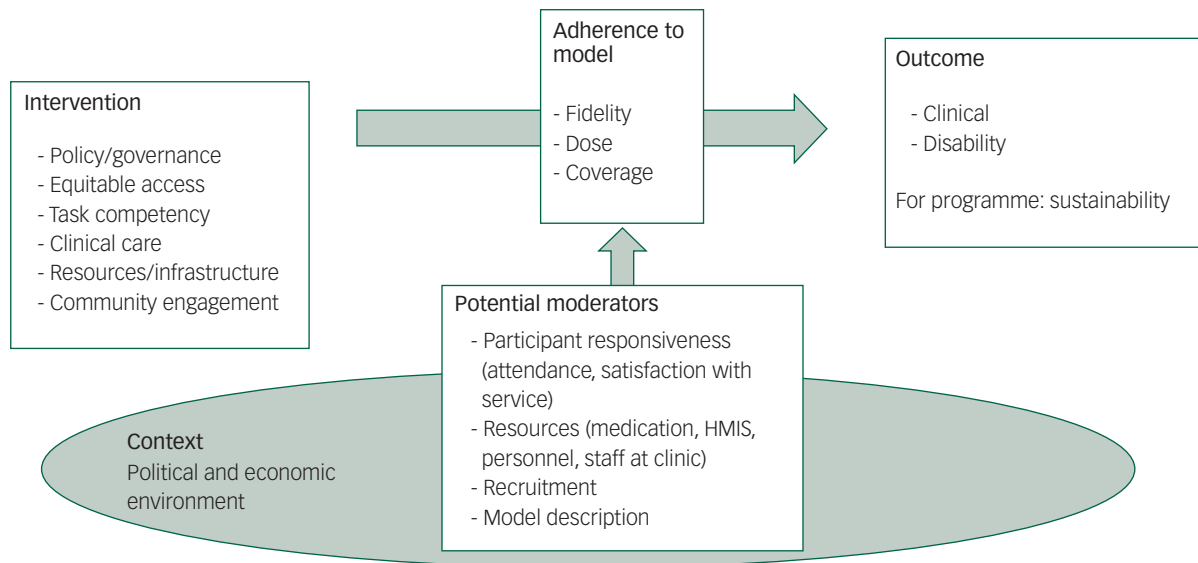 Intervention
- Policy/governance
- Equitable access
- Task competency
- Clinical care
- Resources/infrastructure
- Community engagement
Adherence to
model
- Fidelity
- Dose
- Coverage
Outcome
- Clinical
- Disability
For programme: sustainability
Potential moderators
- Participant responsiveness
(attendance, satisfaction with
service)
- Resources (medication, HMIS,
personnel, staff at clinic)
- Recruitment
- Model description
Context
Political and economic
environment